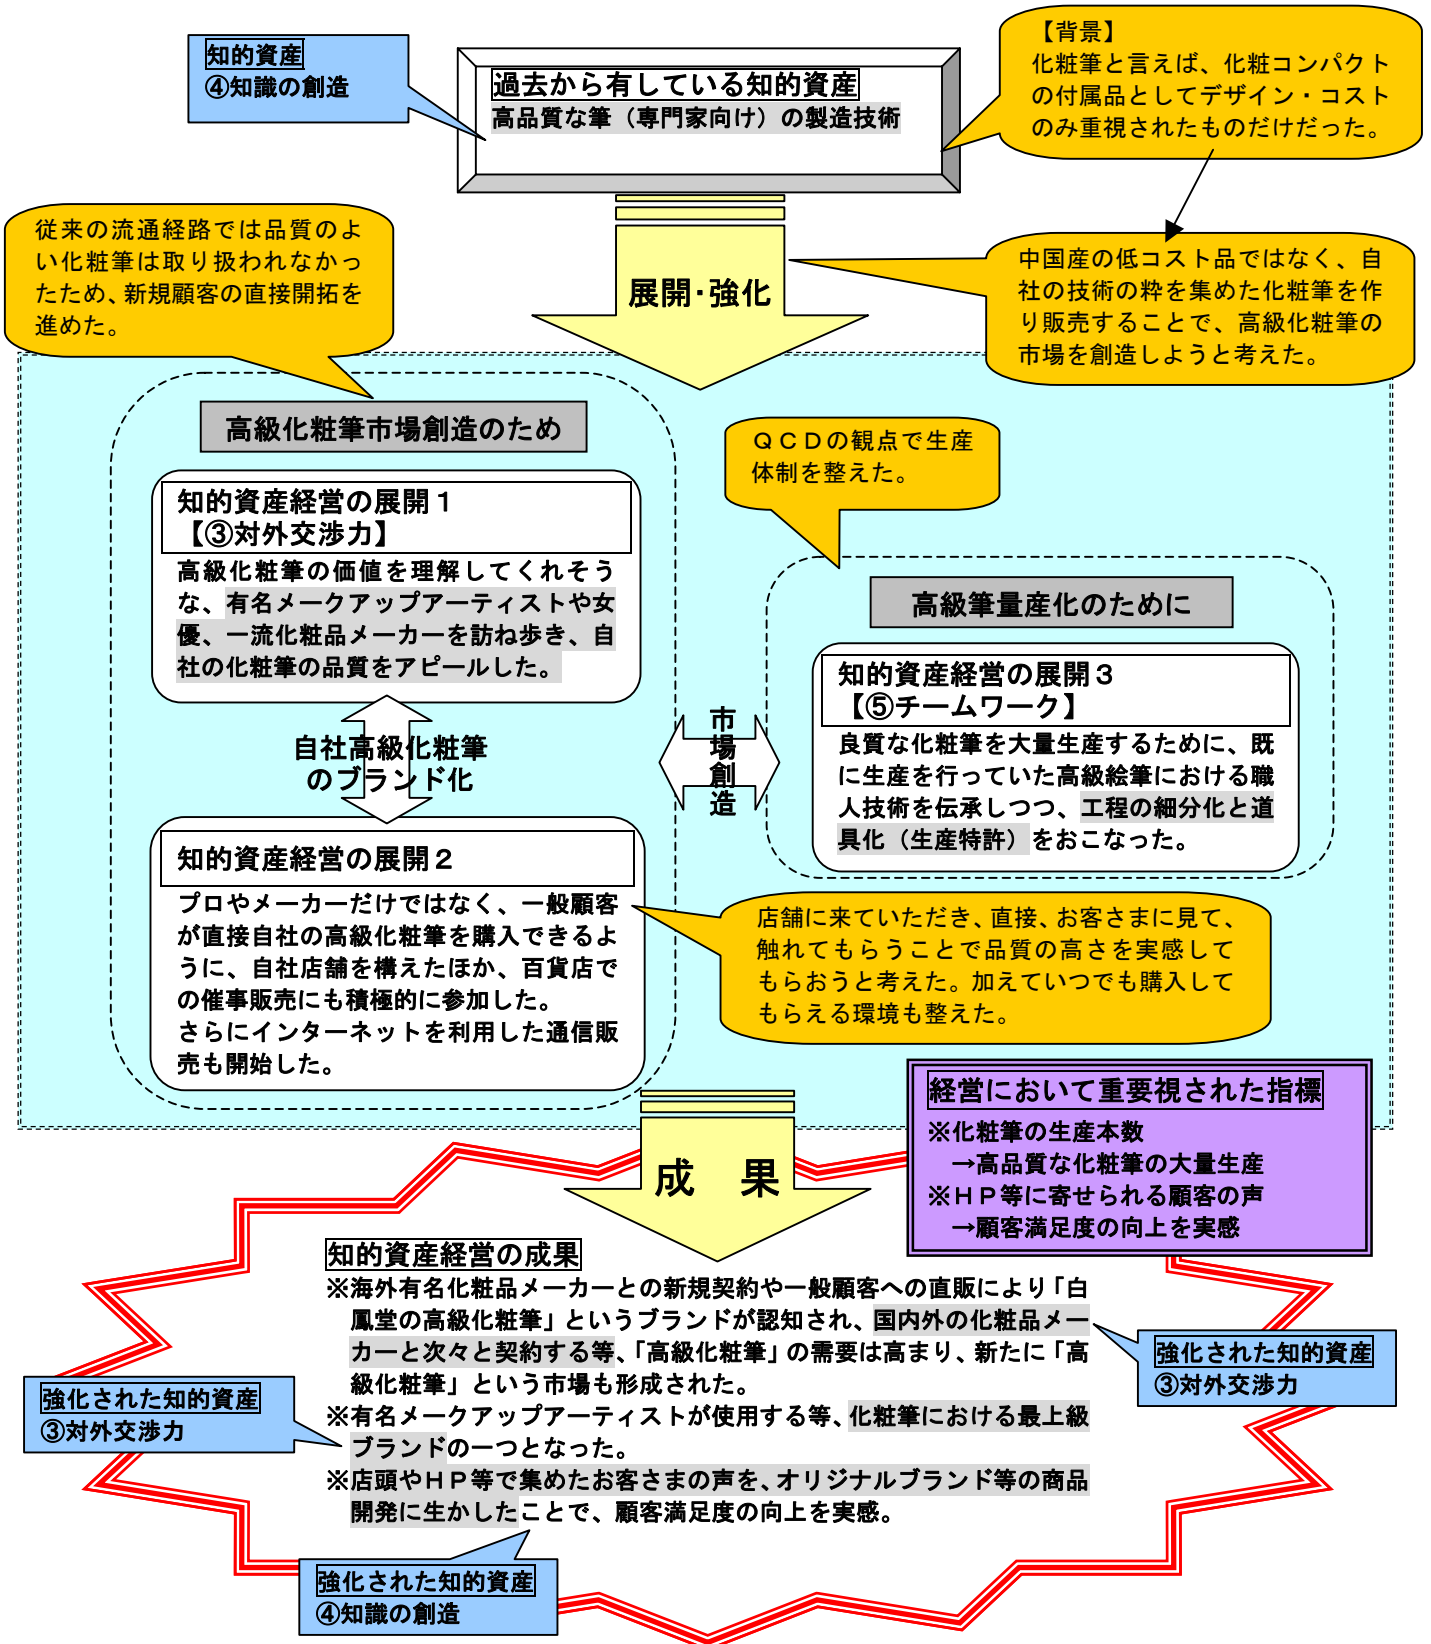 知的資産
④知識の創造
過去から有している知的資産
高品質な筆（専門家向け）の製造技術
【背景】
化粧筆と言えば、化粧コンパクト
の付属品としてデザイン・コスト
のみ重視されたものだけだった。
従来の流通経路では品質のよ
い化粧筆は取り扱われなかっ
たため、新規顧客の直接開拓を
進めた。
展開・強化
中国産の低コスト品ではなく、自
社の技術の粋を集めた化粧筆を作
り販売することで、高級化粧筆の
市場を創造しようと考えた。
高級化粧筆市場創造のため
知的資産経営の展開１
【③対外交渉力】
高級化粧筆の価値を理解してくれそう
な、有名メークアップアーティストや女
優、一流化粧品メーカーを訪ね歩き、自
社の化粧筆の品質をアピールした。
自社高級化粧筆
のブランド化
知的資産経営の展開２
プロやメーカーだけではなく、一般顧客
が直接自社の高級化粧筆を購入できるよ
うに、自社店舗を構えたほか、百貨店で
の催事販売にも積極的に参加した。
さらにインターネットを利用した通信販
売も開始した。
市場創造
ＱＣＤの観点で生産
体制を整えた。
高級筆量産化のために
知的資産経営の展開３
【⑤チームワーク】
良質な化粧筆を大量生産するために、既
に生産を行っていた高級絵筆における職
人技術を伝承しつつ、工程の細分化と道
具化（生産特許）をおこなった。
店舗に来ていただき、直接、お客さまに見て、
触れてもらうことで品質の高さを実感して
もらおうと考えた。加えていつでも購入して
もらえる環境も整えた。
経営において重要視された指標
※化粧筆の生産本数
→高品質な化粧筆の大量生産
※ＨＰ等に寄せられる顧客の声
→顧客満足度の向上を実感
成　果
知的資産経営の成果
※海外有名化粧品メーカーとの新規契約や一般顧客への直販により「白
鳳堂の高級化粧筆」というブランドが認知され、国内外の化粧品メー
カーと次々と契約する等、「高級化粧筆」の需要は高まり、新たに「高
級化粧筆」という市場も形成された。
※有名メークアップアーティストが使用する等、化粧筆における最上級
ブランドの一つとなった。
※店頭やＨＰ等で集めたお客さまの声を、オリジナルブランド等の商品
開発に生かしたことで、顧客満足度の向上を実感。
強化された知的資産
③対外交渉力
強化された知的資産
③対外交渉力
強化された知的資産
④知識の創造